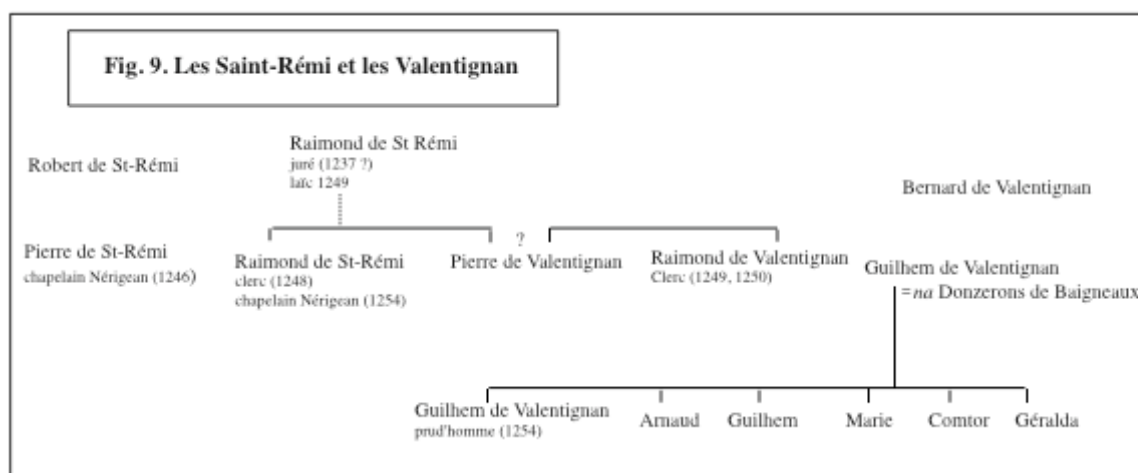 Fig. 9. Les Saint-Rémi et les Valentignan
Robert de St-Rémi
Raimond de St Rémi
juré (1237 ?)
laïc 1249
Bernard de Valentignan
Pierre de St-Rémi
chapelain Nérigean (1246)
Raimond de St-Rémi
clerc (1248)
chapelain Nérigean (1254)
?
Pierre de Valentignan
Raimond de Valentignan
Clerc (1249, 1250)
Guilhem de Valentignan
=na Donzerons de Baigneaux
Guilhem de Valentignan
prud'homme (1254)
Arnaud
Guilhem
Marie
Comtor
Géralda